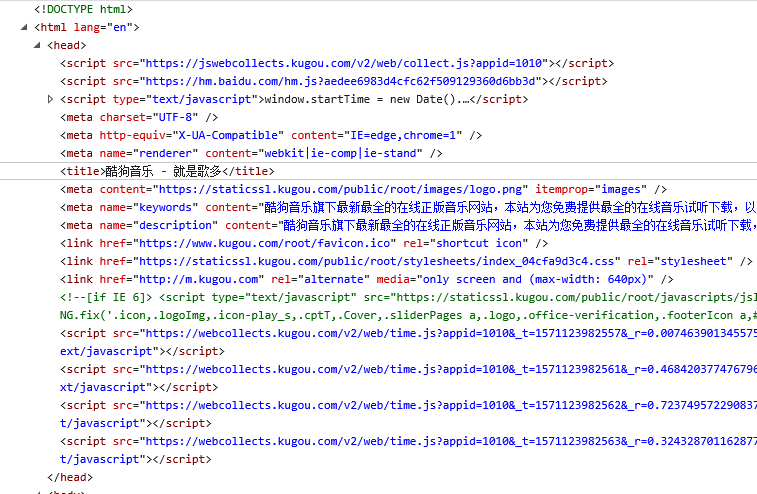 <!DOCTYPE html>
<html lang="en">
<head>
<script src="https://jswebcollects.kugou.com/v2/web/collect.js?appid=1010"></script>
<script src="https://hm.baidu.com/hm.js?aedee6983d4cfc62f509129360d6bb3d"></script>
<script type="text/javascript">window.startTime = new Date().…</script>
<meta charset="UTF-8" />
<meta http-equiv="X-UA-Compatible" content="IE=edge,chrome=1" />
<meta name="renderer" content="webkit|ie-comp|ie-stand" />
<title>酷狗音乐 - 就是歌多</title>
<meta content="https://staticssl.kugou.com/public/root/images/logo.png" itemprop="images" />
<meta name="keywords" content="酷狗音乐旗下最新最全的在线正版音乐网站，本站为您免费提供最全的在线音乐试听下载，以
<meta name="description" content="酷狗音乐旗下最新最全的在线正版音乐网站，本站为您免费提供最全的在线音乐试听下载，
<link href="https://www.kugou.com/root/favicon.ico" rel="shortcut icon" />
<link href="https://staticssl.kugou.com/public/root/stylesheets/index_04cfa9d3c4.css" rel="stylesheet" />
<link href="http://m.kugou.com" rel="alternate" media="only screen and (max-width: 640px)" />
<!--[if IE 6]> <script type="text/javascript" src="https://staticssl.kugou.com/public/root/javascripts/jsl
NG.fix('.icon,.logoImg,.icon-play_s,.cptT,.Cover,.sliderPages a,.logo,.office-verification,.footerIcon a,#
<script src="https://webcollects.kugou.com/v2/web/time.js?appid=1010&_t=1571123982557&_r=0.007463901345575
ext/javascript"></script>
<script src="https://webcollects.kugou.com/v2/web/time.js?appid=1010&_t=1571123982561&_r=0.468420377476796
xt/javascript"></script>
<script src="https://webcollects.kugou.com/v2/web/time.js?appid=1010&_t=1571123982562&_r=0.723749572290837
t/javascript"></script>
<script src="https://webcollects.kugou.com/v2/web/time.js?appid=1010&_t=1571123982563&_r=0.324328701162877
t/javascript"></script>
</head>